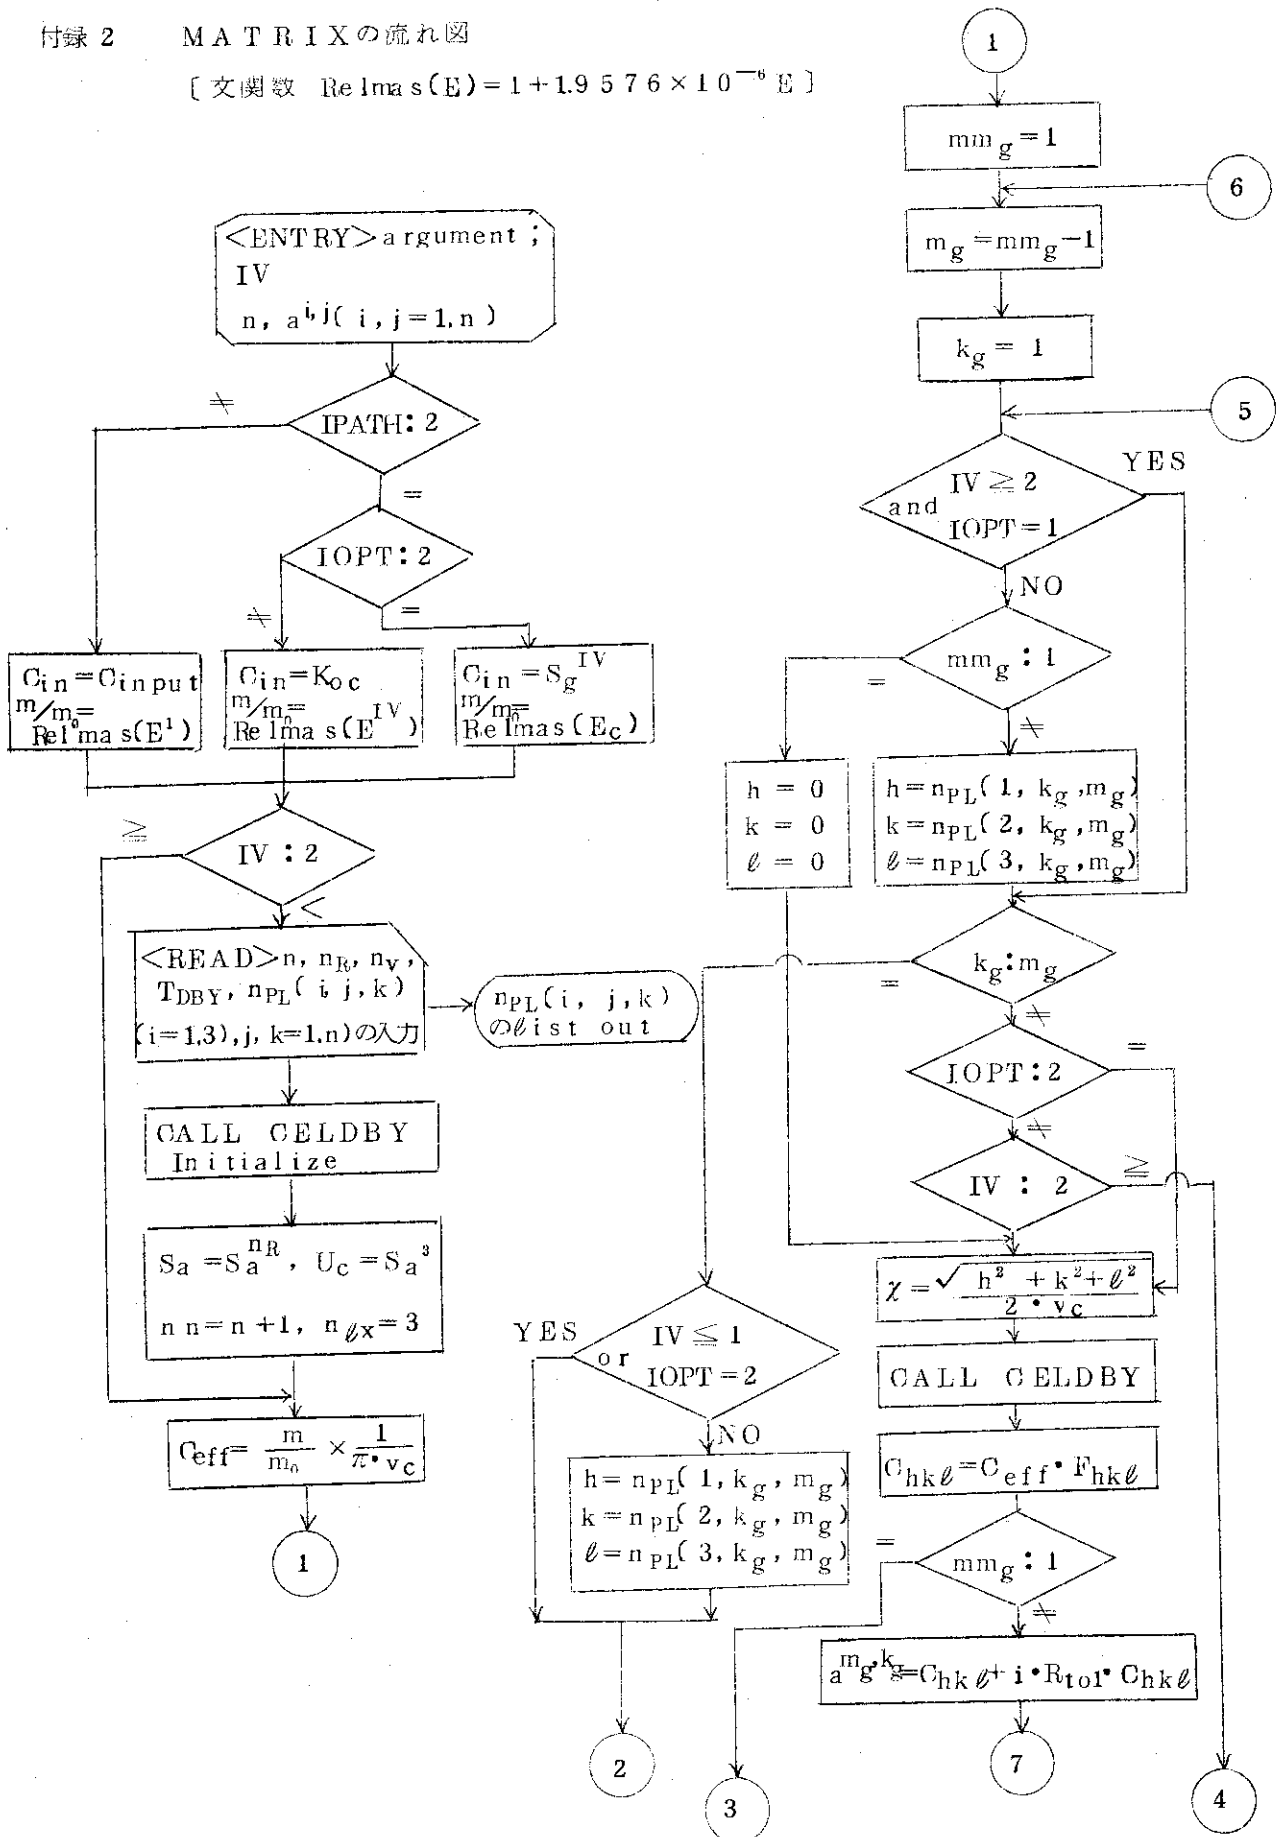 付録 2 MATRIXの流れ図
〔文関数 Relmas(E)=1+1.9576×10⁻⁶E〕
<ENTRY>argument;
IV
n, a^{i,j}(i,j=1,n)
≠
IPATH:2
=
IOPT:2
≠
=
C_in=C_input
m/m_0=
Relmas(E^1)
C_in=K_oc
m/m_0=
Relmas(E^{IV})
C_in=S_g^{IV}
m/m_0=
Relmas(E_c)
≧
IV:2
<
<READ>n, n_R, n_v,
T_DBY, n_PL(i,j,k)
(i=1,3),j,k=1,n)の入力
n_PL(i,j,k)
のℓist out
CALL CELDBY
Initialize
S_a=S_a^{n_R}, U_c=S_a^3
nn=n+1, n_ℓx=3
C_eff= m/m_0 × 1/(π・v_c)
1
1
mm_g=1
6
m_g=mm_g-1
k_g=1
5
YES
IV≧2
and
IOPT=1
NO
mm_g:1
=
≠
h=0
k=0
ℓ=0
h=n_PL(1,k_g,m_g)
k=n_PL(2,k_g,m_g)
ℓ=n_PL(3,k_g,m_g)
k_g:m_g
=
≠
IOPT:2
=
≠
IV:2
≧
χ=√(h²+k²+ℓ²)/(2・v_c)
CALL CELDBY
C_hkℓ=C_eff・F_hkℓ
=
mm_g:1
≠
a^{m_g,k_g}=C_hkℓ+i・R_tol・C_hkℓ
7
4
YES
IV≦1
or
IOPT=2
NO
h=n_PL(1,k_g,m_g)
k=n_PL(2,k_g,m_g)
ℓ=n_PL(3,k_g,m_g)
2
3